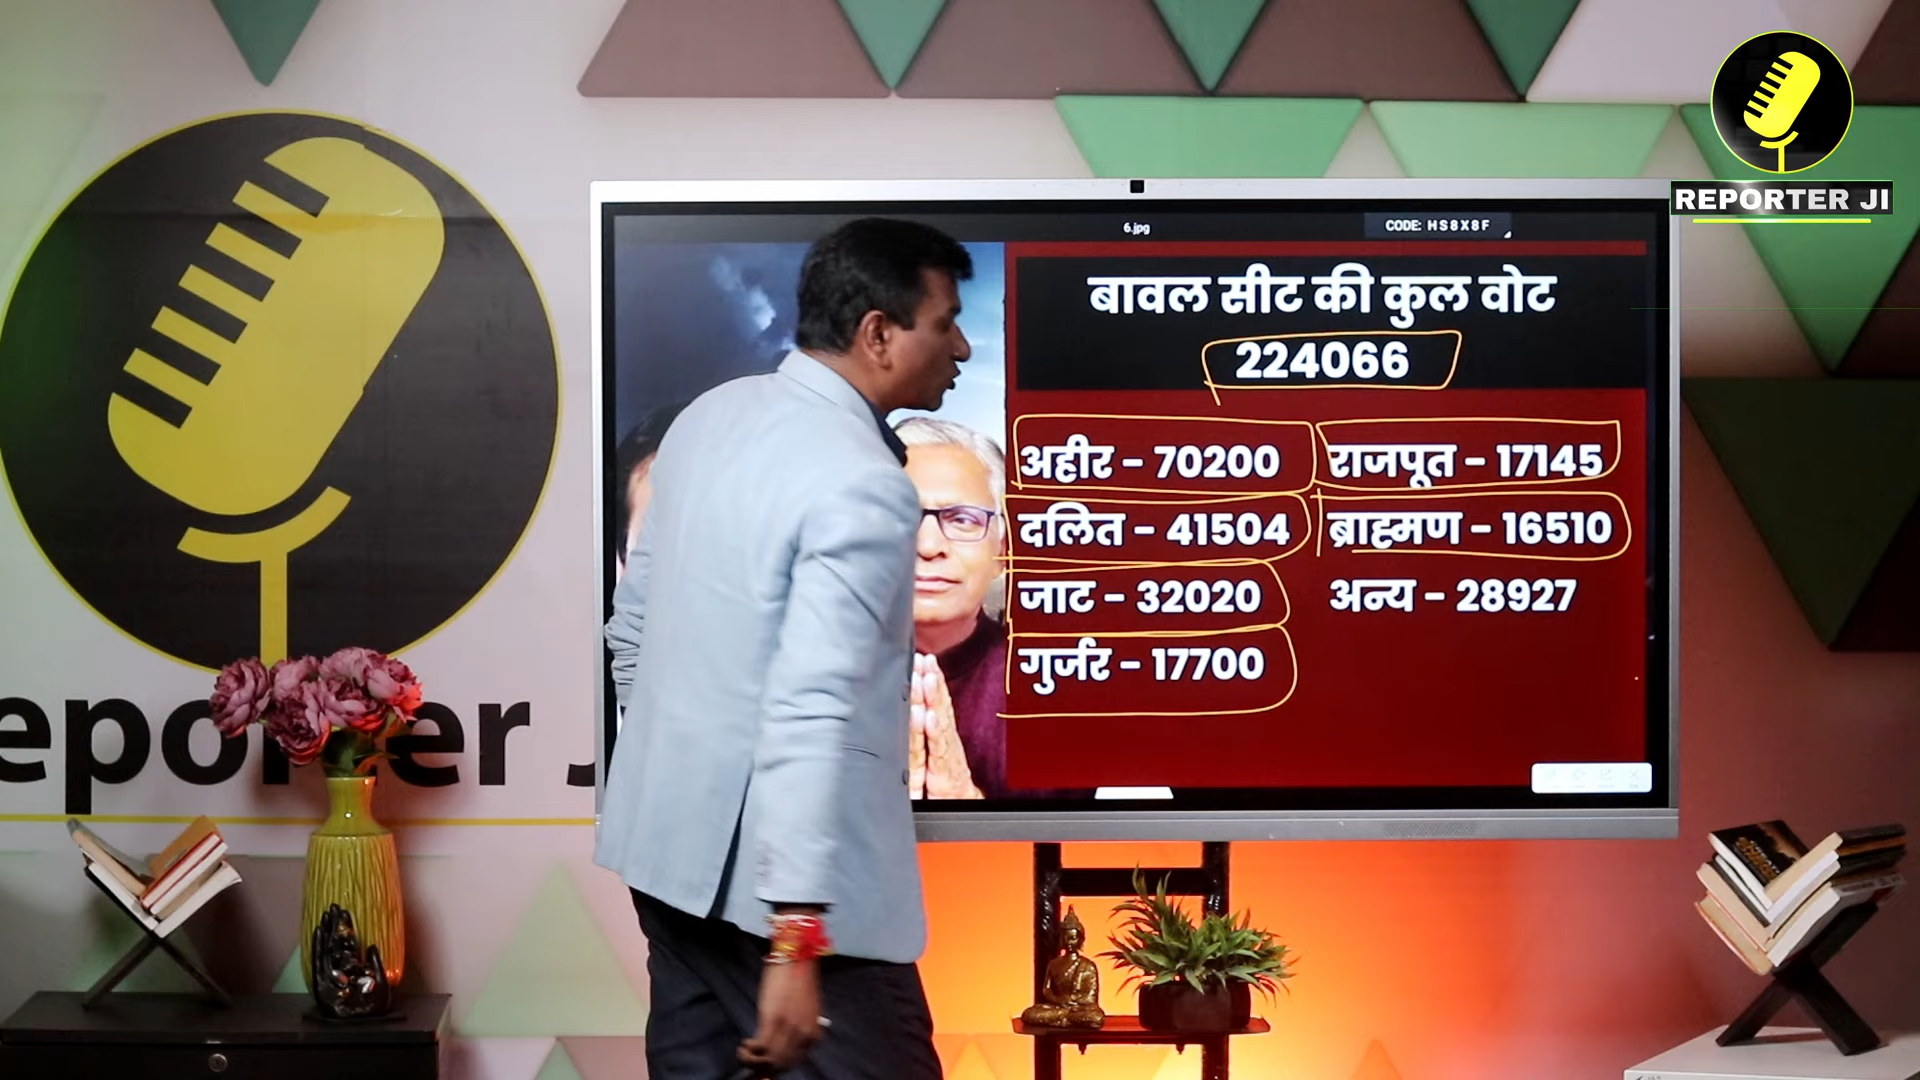 REPORTER JI
6.jpg
CODE: HS8X8F
बावल सीट की कुल वोट
224066
अहीर - 70200
राजपूत - 17145
दलित - 41504
ब्राह्मण - 16510
जाट - 32020
अन्य - 28927
गुर्जर - 17700
eporter J